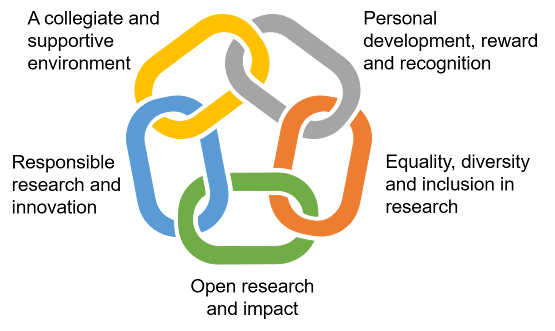 A collegiate and
supportive
environment
Personal
development, reward
and recognition
Responsible
research and
innovation
Equality, diversity
and inclusion in
research
Open research
and impact